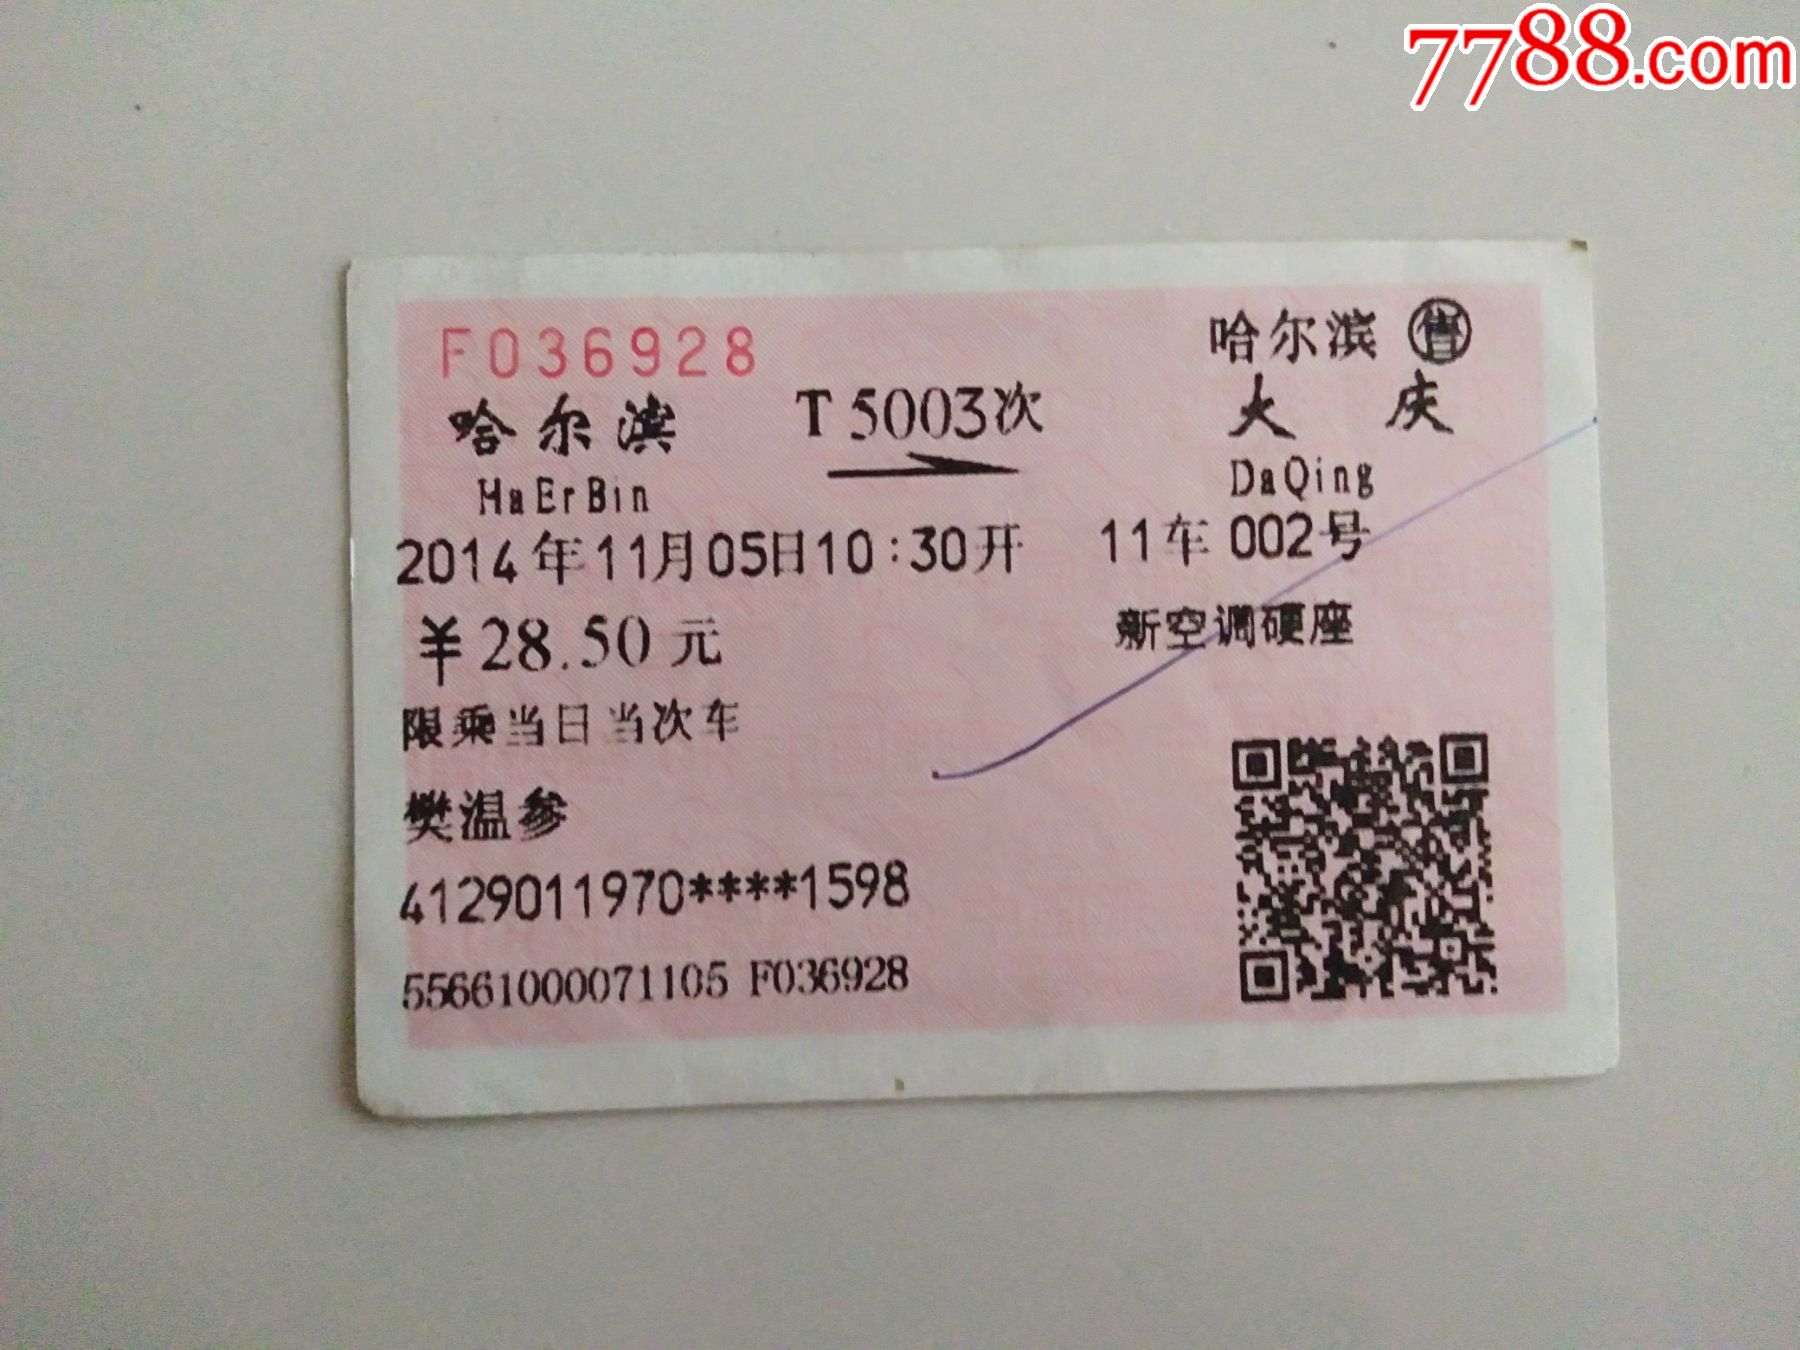 7788.com
F036928
哈尔滨 售
哈尔滨 T5003次 大庆
HaErBin DaQing
2014年11月05日10:30开 11车002号
¥28.50元 新空调硬座
限乘当日当次车
樊温参
4129011970****1598
55661000071105 F036928